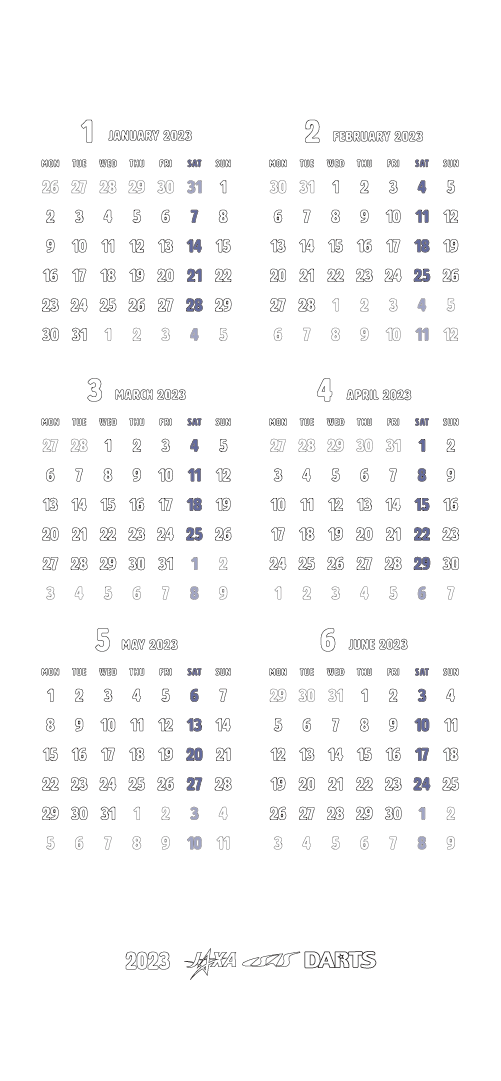 1 JANUARY 2023
MON TUE WED THU FRI SAT SUN
26 27 28 29 30 31 1
2 3 4 5 6 7 8
9 10 11 12 13 14 15
16 17 18 19 20 21 22
23 24 25 26 27 28 29
30 31 1 2 3 4 5
2 FEBRUARY 2023
MON TUE WED THU FRI SAT SUN
30 31 1 2 3 4 5
6 7 8 9 10 11 12
13 14 15 16 17 18 19
20 21 22 23 24 25 26
27 28 1 2 3 4 5
6 7 8 9 10 11 12
3 MARCH 2023
MON TUE WED THU FRI SAT SUN
27 28 1 2 3 4 5
6 7 8 9 10 11 12
13 14 15 16 17 18 19
20 21 22 23 24 25 26
27 28 29 30 31 1 2
3 4 5 6 7 8 9
4 APRIL 2023
MON TUE WED THU FRI SAT SUN
27 28 29 30 31 1 2
3 4 5 6 7 8 9
10 11 12 13 14 15 16
17 18 19 20 21 22 23
24 25 26 27 28 29 30
1 2 3 4 5 6 7
5 MAY 2023
MON TUE WED THU FRI SAT SUN
1 2 3 4 5 6 7
8 9 10 11 12 13 14
15 16 17 18 19 20 21
22 23 24 25 26 27 28
29 30 31 1 2 3 4
5 6 7 8 9 10 11
6 JUNE 2023
MON TUE WED THU FRI SAT SUN
29 30 31 1 2 3 4
5 6 7 8 9 10 11
12 13 14 15 16 17 18
19 20 21 22 23 24 25
26 27 28 29 30 1 2
3 4 5 6 7 8 9
2023 JAXA ISAS DARTS